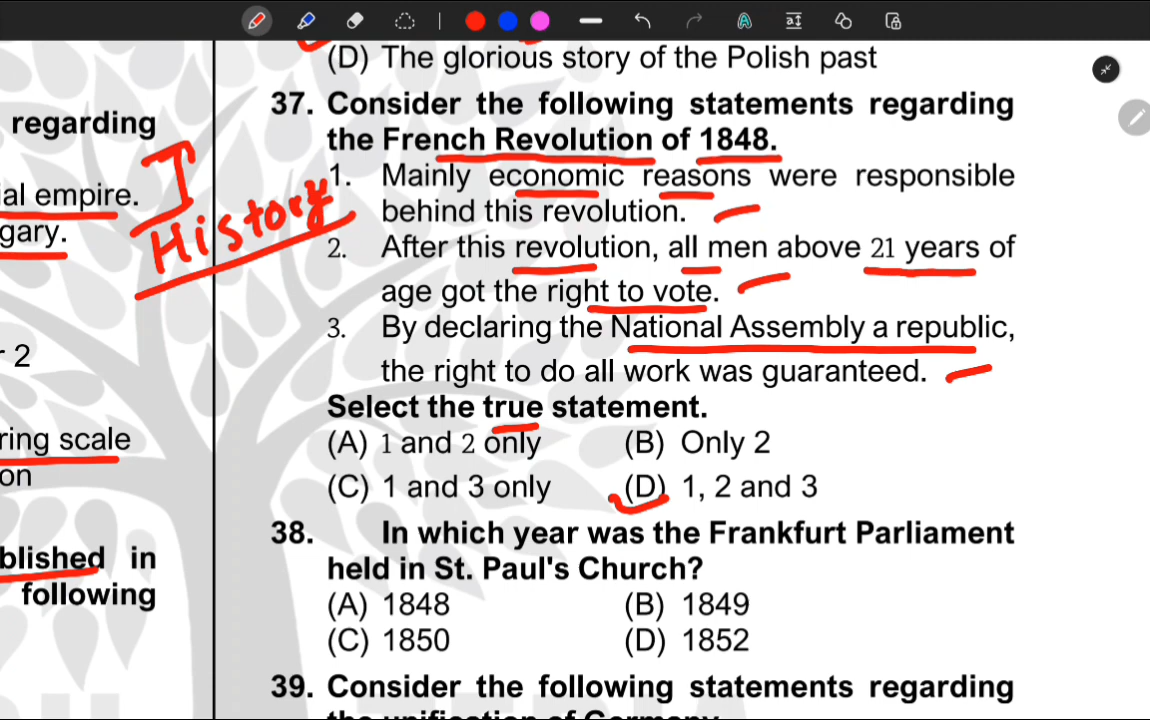 regarding
al empire.
gary.
2
ring scale
on
blished in
following
I
History
(D) The glorious story of the Polish past
37. Consider the following statements regarding
the French Revolution of 1848.
1. Mainly economic reasons were responsible
behind this revolution.
2. After this revolution, all men above 21 years of
age got the right to vote.
3. By declaring the National Assembly a republic,
the right to do all work was guaranteed.
Select the true statement.
(A) 1 and 2 only (B) Only 2
(C) 1 and 3 only (D) 1, 2 and 3
38. In which year was the Frankfurt Parliament
held in St. Paul's Church?
(A) 1848 (B) 1849
(C) 1850 (D) 1852
39. Consider the following statements regarding
the unification of Germany